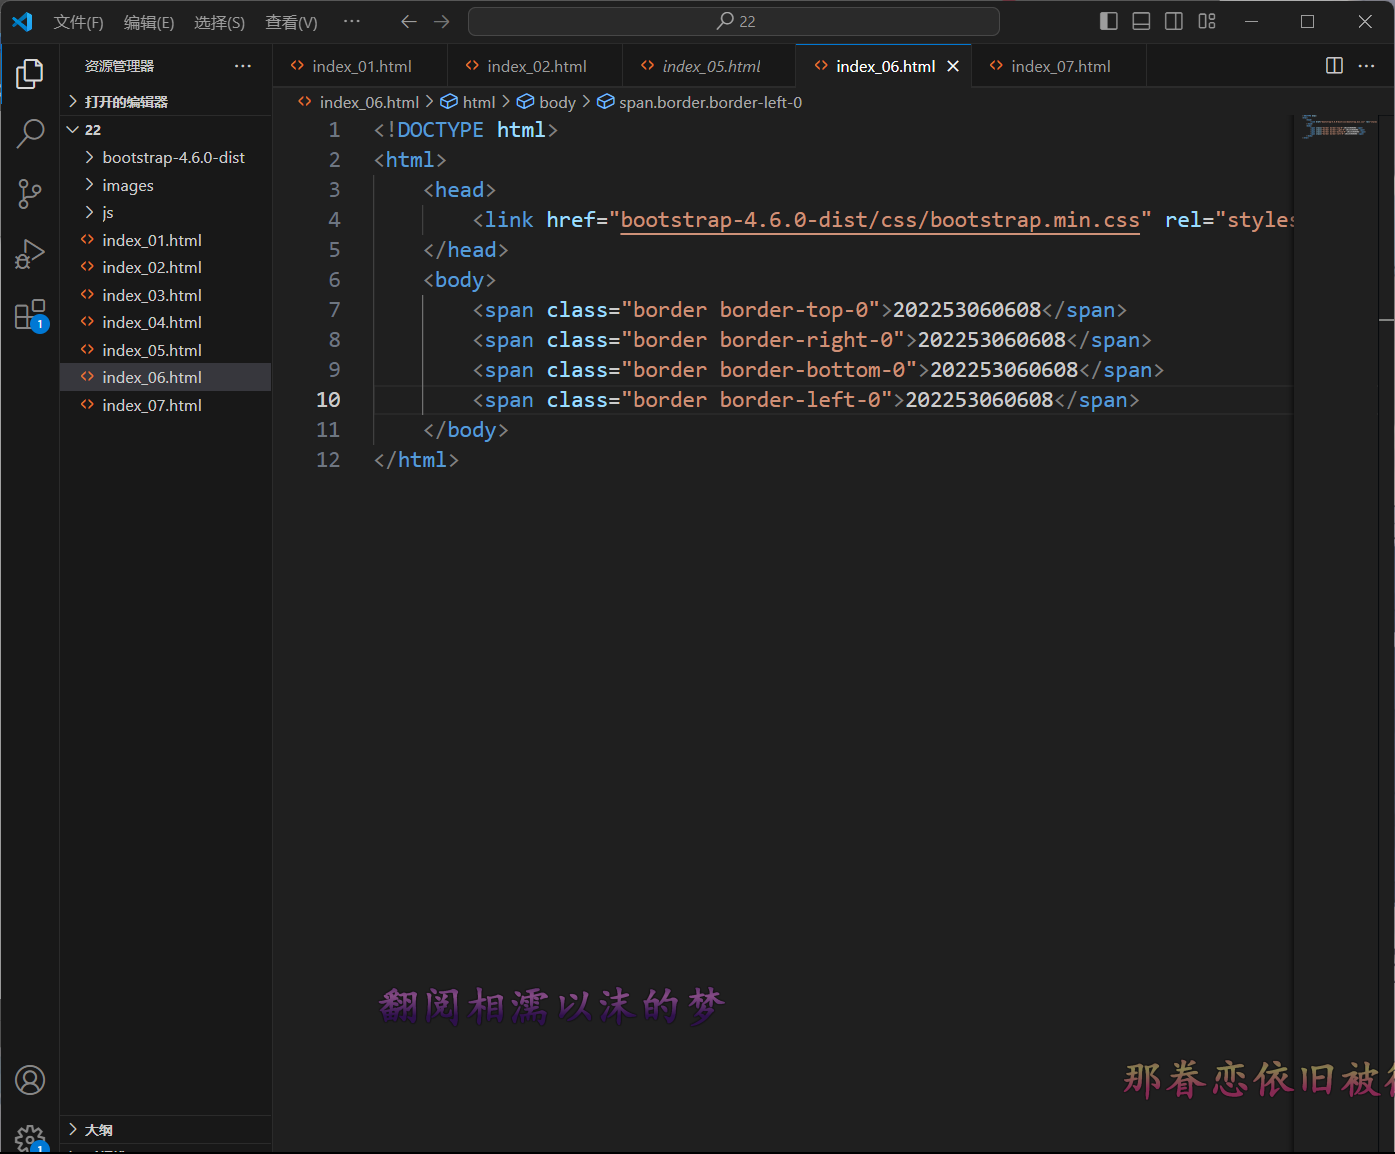 文件(F) 编辑(E) 选择(S) 查看(V) ··· 22
资源管理器 ···
打开的编辑器
22
bootstrap-4.6.0-dist
images
js
index_01.html
index_02.html
index_03.html
index_04.html
index_05.html
index_06.html
index_07.html
大纲
1
1
index_01.html index_02.html index_05.html index_06.html index_07.html ···
index_06.html > html > body > span.border.border-left-0
1 <!DOCTYPE html>
2 <html>
3 <head>
4 <link href="bootstrap-4.6.0-dist/css/bootstrap.min.css" rel="styles
5 </head>
6 <body>
7 <span class="border border-top-0">202253060608</span>
8 <span class="border border-right-0">202253060608</span>
9 <span class="border border-bottom-0">202253060608</span>
10 <span class="border border-left-0">202253060608</span>
11 </body>
12 </html>
翻阅相濡以沫的梦
那眷恋依旧被